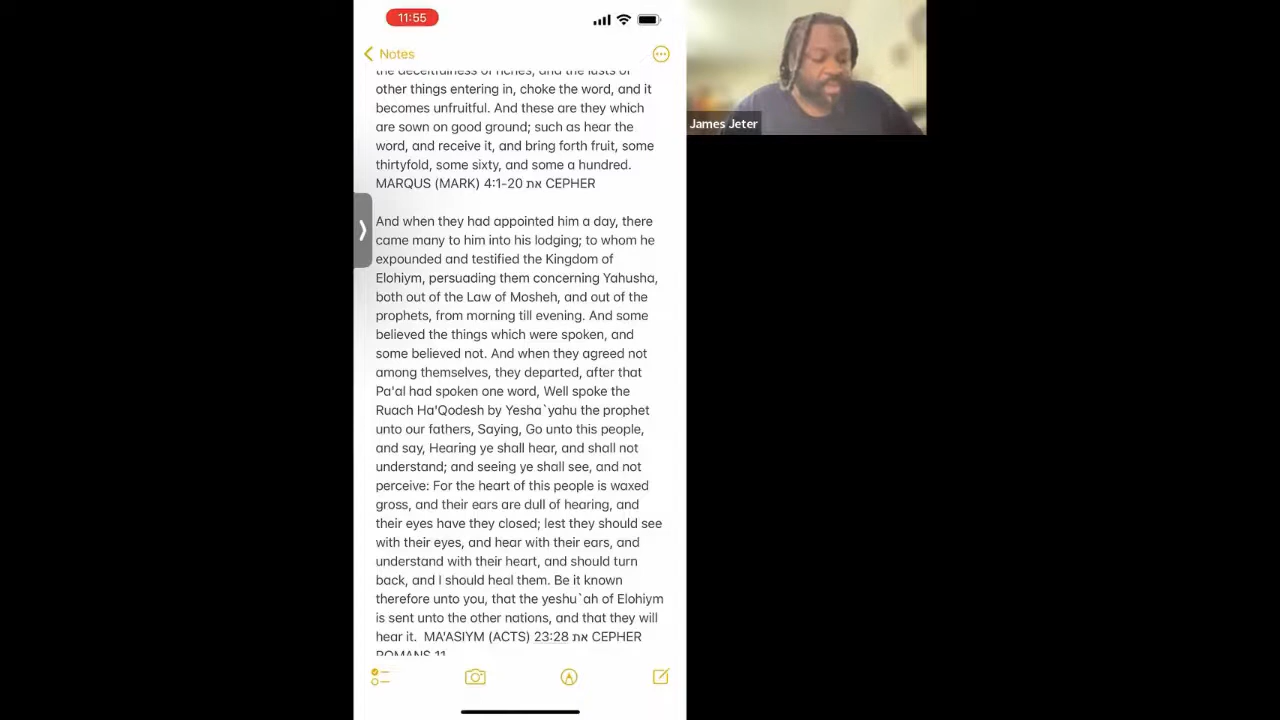 11:55
Notes
the deceitfulness of riches, and the lusts of
other things entering in, choke the word, and it
becomes unfruitful. And these are they which
are sown on good ground; such as hear the
word, and receive it, and bring forth fruit, some
thirtyfold, some sixty, and some a hundred.
MARQUS (MARK) 4:1-20 את CEPHER
And when they had appointed him a day, there
came many to him into his lodging; to whom he
expounded and testified the Kingdom of
Elohiym, persuading them concerning Yahusha,
both out of the Law of Mosheh, and out of the
prophets, from morning till evening. And some
believed the things which were spoken, and
some believed not. And when they agreed not
among themselves, they departed, after that
Pa'al had spoken one word, Well spoke the
Ruach Ha'Qodesh by Yesha`yahu the prophet
unto our fathers, Saying, Go unto this people,
and say, Hearing ye shall hear, and shall not
understand; and seeing ye shall see, and not
perceive: For the heart of this people is waxed
gross, and their ears are dull of hearing, and
their eyes have they closed; lest they should see
with their eyes, and hear with their ears, and
understand with their heart, and should turn
back, and I should heal them. Be it known
therefore unto you, that the yeshu`ah of Elohiym
is sent unto the other nations, and that they will
hear it. MA'ASIYM (ACTS) 23:28 את CEPHER
ROMANS 11
James Jeter